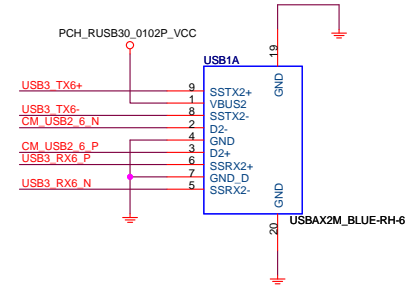 PCH_RUSB30_0102P_VCC
USB1A
19
GND
USB3_TX6+
9
SSTX2+
1
VBUS2
USB3_TX6-
8
SSTX2-
CM_USB2_6_N
2
D2-
4
GND
CM_USB2_6_P
3
D2+
USB3_RX6_P
6
SSRX2+
7
GND_D
USB3_RX6_N
5
SSRX2-
GND
20
USBAX2M_BLUE-RH-6